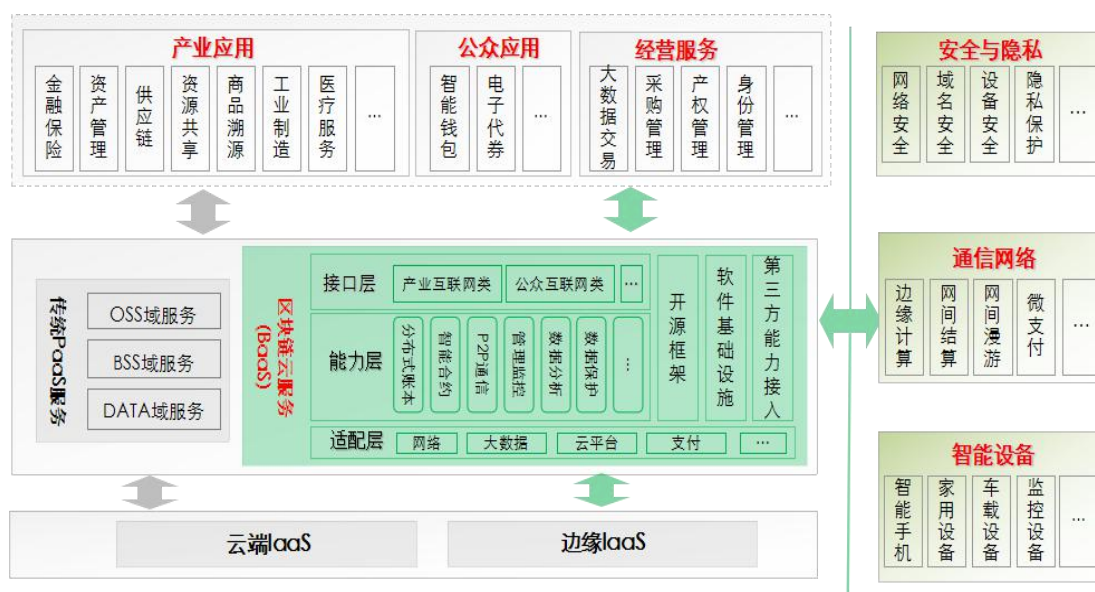 产业应用
金融保险
资产管理
供应链
资源共享
商品溯源
工业制造
医疗服务
...
公众应用
智能钱包
电子代券
...
经营服务
大数据交易
采购管理
产权管理
身份管理
...
传统PaaS服务
OSS域服务
BSS域服务
DATA域服务
区块链云服务
(BaaS)
接口层
产业互联网类
公众互联网类
...
能力层
分布式账本
智能合约
P2P通信
管理监控
数据分析
数据保护
...
适配层
网络
大数据
云平台
支付
...
开源框架
软件基础设施
第三方能力接入
云端IaaS
边缘IaaS
安全与隐私
网络安全
域名安全
设备安全
隐私保护
...
通信网络
边缘计算
网间结算
网间漫游
微支付
...
智能设备
智能手机
家用设备
车载设备
监控设备
...